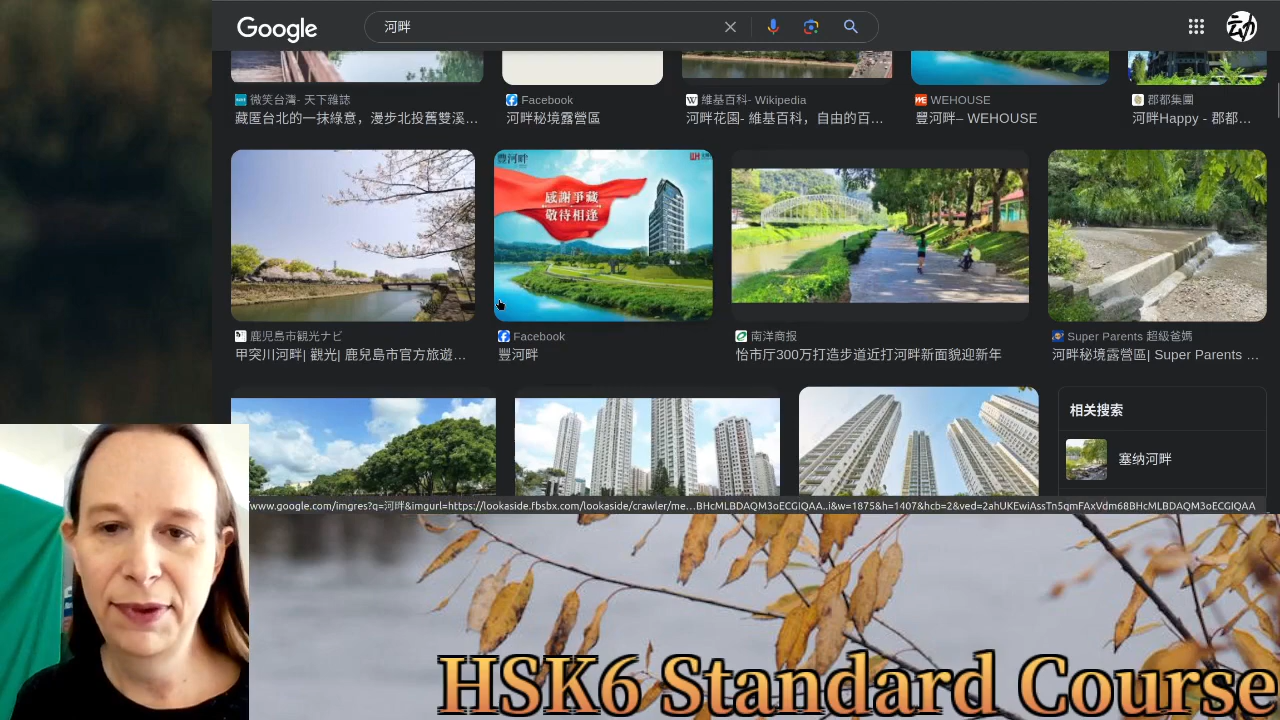 Google 河畔
动
微笑台灣- 天下雜誌
藏匿台北的一抹綠意，漫步北投舊雙溪…
Facebook
河畔秘境露營區
維基百科- Wikipedia
河畔花園- 維基百科，自由的百…
WEHOUSE
豐河畔– WEHOUSE
郡都集團
河畔Happy - 郡都…
豐河畔
感謝爭藏
敬待相逢
鹿児島市観光ナビ
甲突川河畔| 觀光| 鹿兒島市官方旅遊…
Facebook
豐河畔
南洋商报
怡市厅300万打造步道近打河畔新面貌迎新年
Super Parents 超級爸媽
河畔秘境露營區| Super Parents …
相关搜索
塞纳河畔
www.google.com/imgres?q=河畔&imgurl=https://lookaside.fbsbx.com/lookaside/crawler/me…BHcMLBDAQM3oECGIQAA..i&w=1875&h=1407&hcb=2&ved=2ahUKEwiAssTn5qmFAxVdm68BHcMLBDAQM3oECGIQAA
HSK6 Standard Course